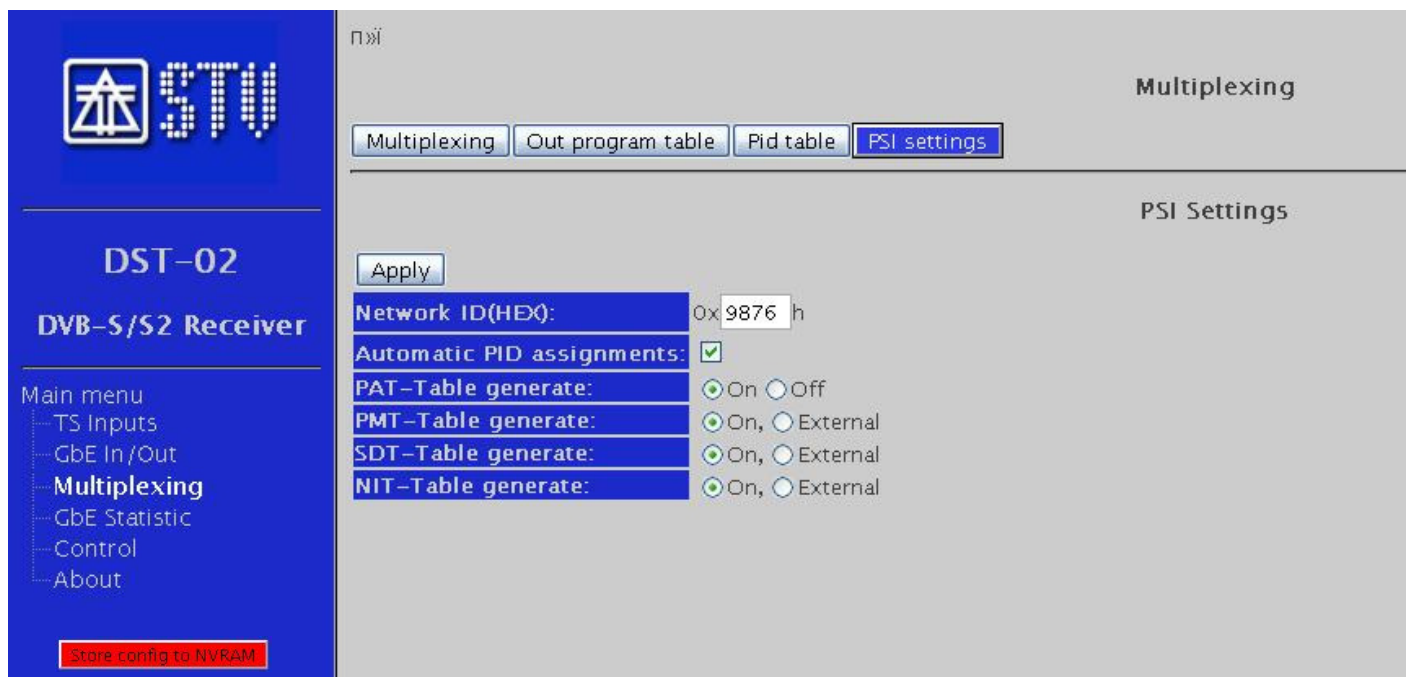 STV
DST-02
DVB-S/S2 Receiver
Main menu
TS Inputs
GbE In/Out
Multiplexing
GbE Statistic
Control
About
Store config to NVRAM
п»ї
Multiplexing
Multiplexing Out program table Pid table PSI settings
PSI Settings
Apply
Network ID(HEX): 0x 9876 h
Automatic PID assignments:
PAT-Table generate: On Off
PMT-Table generate: On, External
SDT-Table generate: On, External
NIT-Table generate: On, External